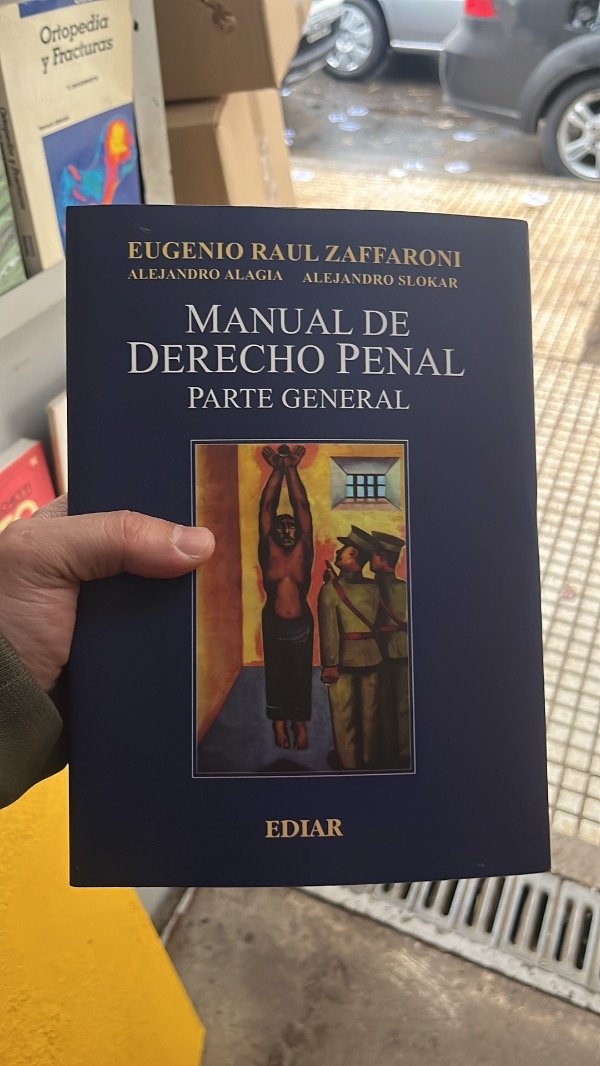 Ortopedia
y Fracturas
EUGENIO RAUL ZAFFARONI
ALEJANDRO ALAGIA ALEJANDRO SLOKAR
MANUAL DE
DERECHO PENAL
PARTE GENERAL
EDIAR